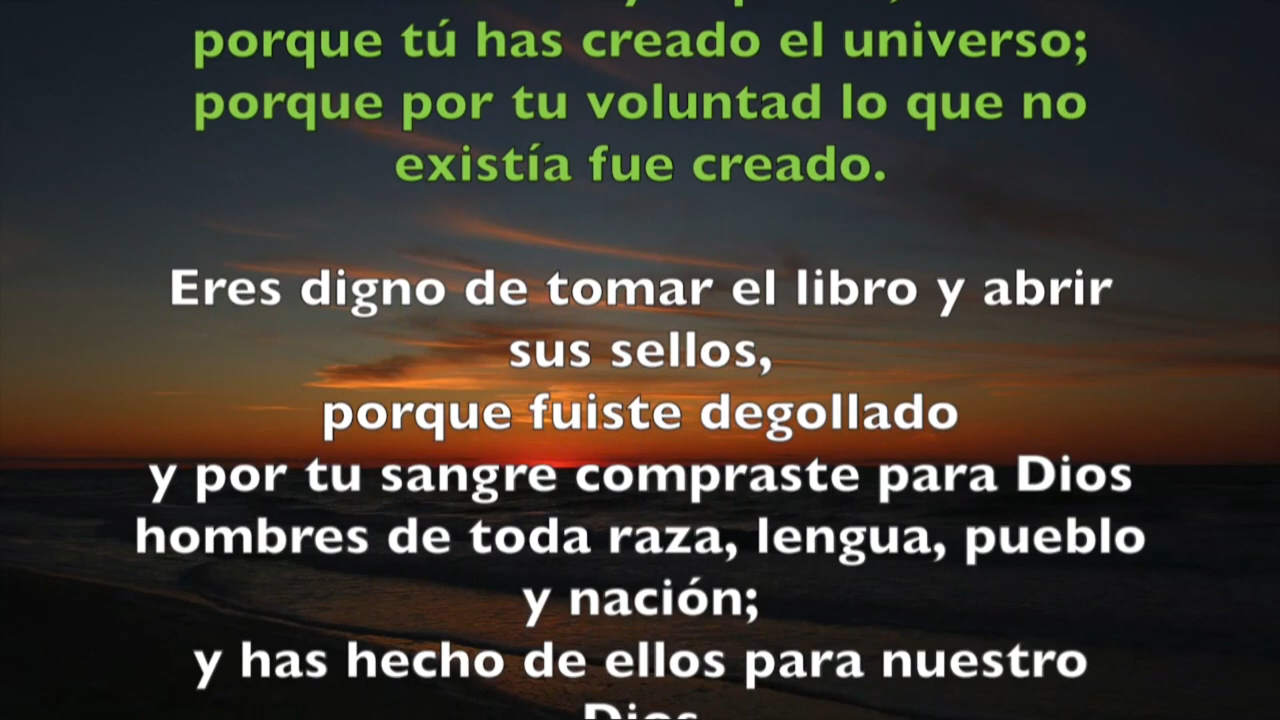 porque tú has creado el universo;
porque por tu voluntad lo que no
existía fue creado.
Eres digno de tomar el libro y abrir
sus sellos,
porque fuiste degollado
y por tu sangre compraste para Dios
hombres de toda raza, lengua, pueblo
y nación;
y has hecho de ellos para nuestro
Dios